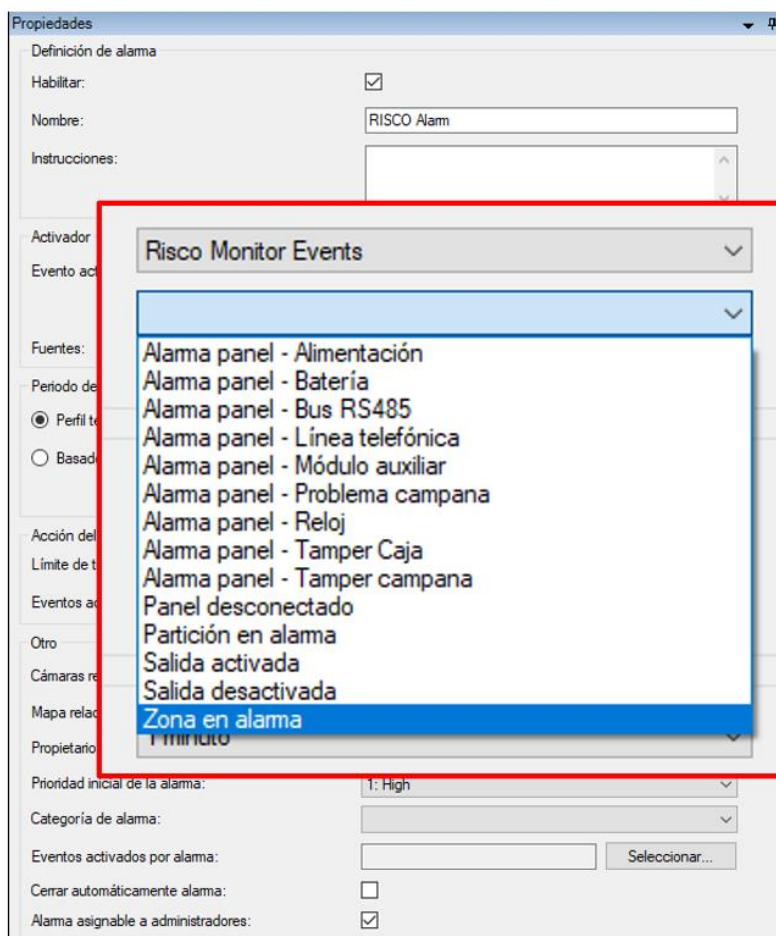 Propiedades
Definición de alarma
Habilitar:
Nombre: RISCO Alarm
Instrucciones:
Activador
Risco Monitor Events
Evento act
Fuentes:
Alarma panel - Alimentación
Alarma panel - Batería
Alarma panel - Bus RS485
Alarma panel - Línea telefónica
Alarma panel - Módulo auxiliar
Alarma panel - Problema campana
Alarma panel - Reloj
Alarma panel - Tamper Caja
Alarma panel - Tamper campana
Panel desconectado
Partición en alarma
Salida activada
Salida desactivada
Zona en alarma
1 minuto
Periodo de
Perfil te
Basado
Acción del
Límite de t
Eventos ac
Otro
Cámaras re
Mapa relac
Propietario
Prioridad inicial de la alarma: 1: High
Categoría de alarma:
Eventos activados por alarma: Seleccionar...
Cerrar automáticamente alarma:
Alarma asignable a administradores: